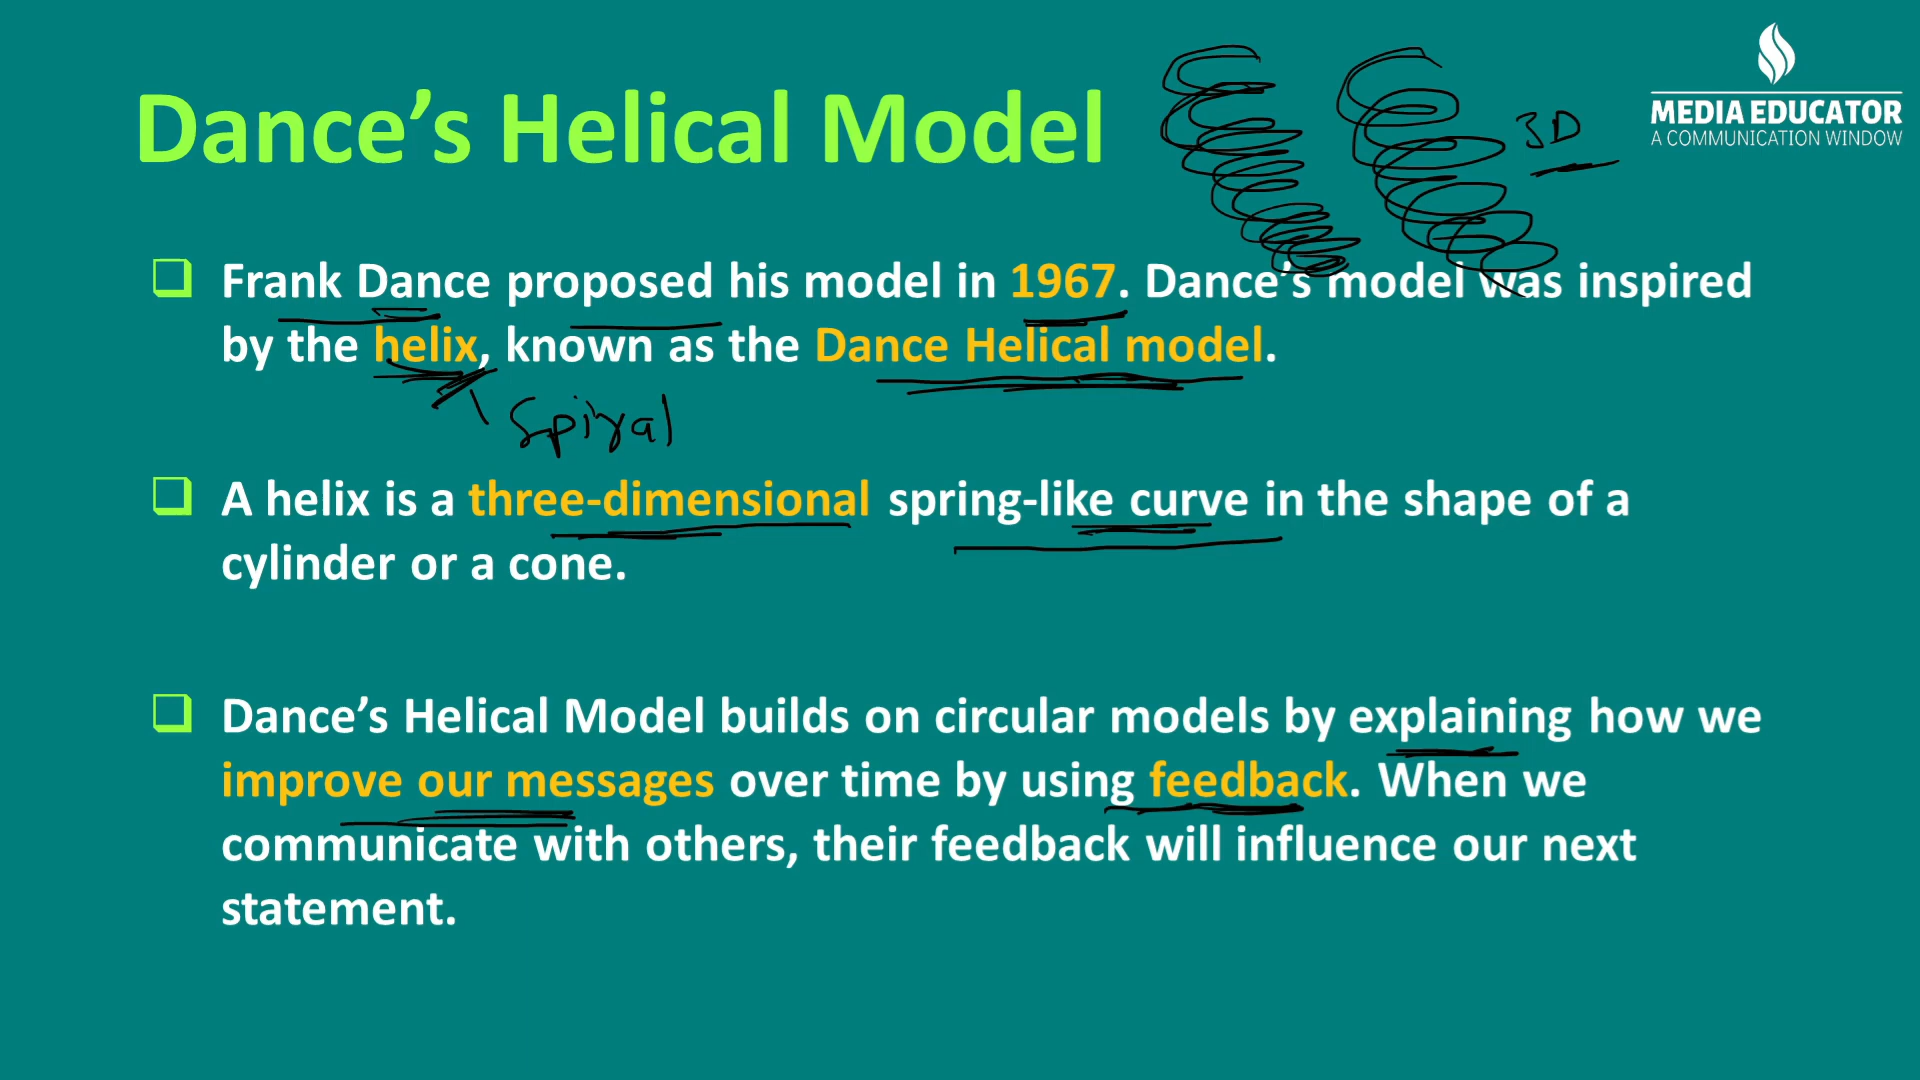 Dance's Helical Model
3D
MEDIA EDUCATOR
A COMMUNICATION WINDOW
Frank Dance proposed his model in 1967. Dance's model was inspired
by the helix, known as the Dance Helical model.
Spiral
A helix is a three-dimensional spring-like curve in the shape of a
cylinder or a cone.
Dance's Helical Model builds on circular models by explaining how we
improve our messages over time by using feedback. When we
communicate with others, their feedback will influence our next
statement.